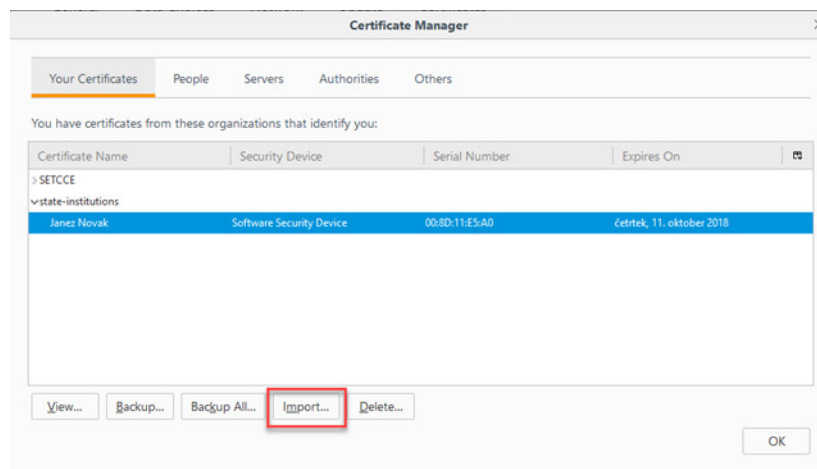 Certificate Manager
Your Certificates People Servers Authorities Others
You have certificates from these organizations that identify you:
Certificate Name Security Device Serial Number Expires On
SETCCE
state-institutions
Janez Novak Software Security Device 00:8D:11:E5:A0 četrtek, 11. oktober 2018
View... Backup... Backup All... Import... Delete...
OK